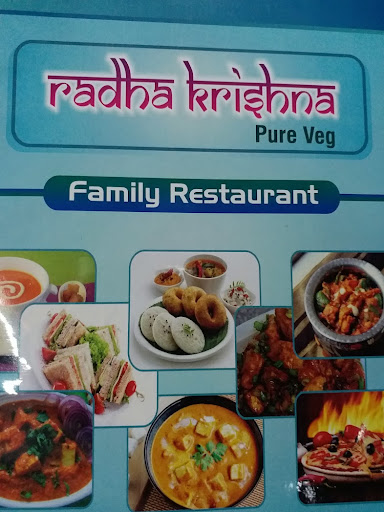 radha krishna
Pure Veg
Family Restaurant